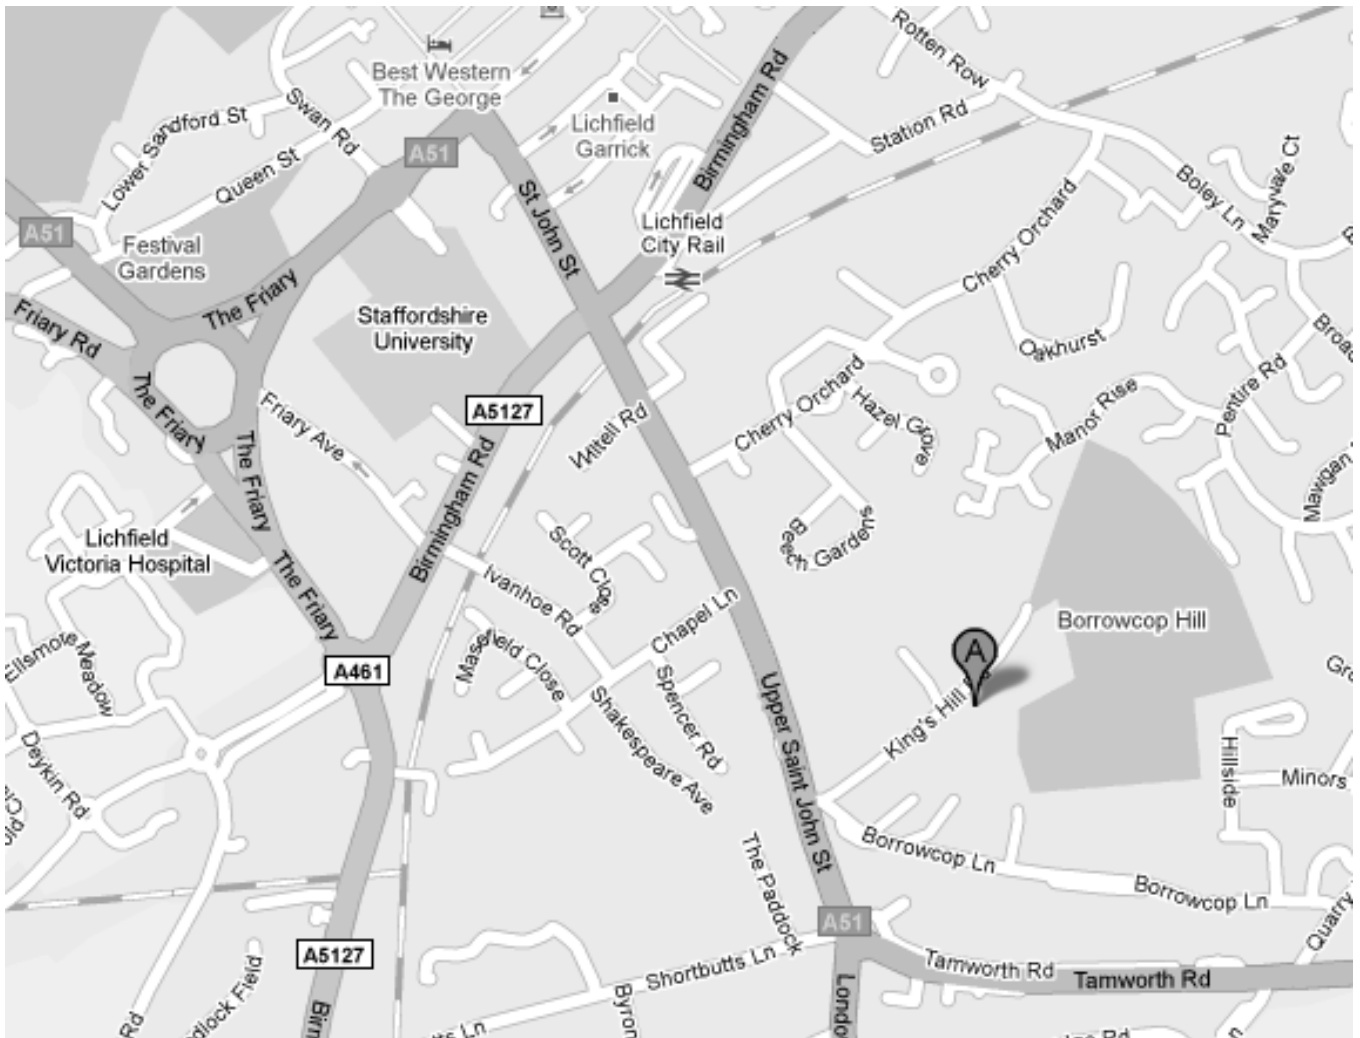 Rotten Row
Best Western
The George
Birmingham Rd
Swan Rd
Lower Sandford St
Station Rd
Lichfield
Garrick
A51
Queen St
St John St
Boley Ln
Maryvale Ct
A51
Festival
Gardens
Lichfield
City Rail
Cherry Orchard
The Friary
Staffordshire
University
Friary Rd
Oakhurst
The Friary
A5127
Friary Ave
Wittell Rd
Cherry Orchard
Hazel Grove
Manor Rise
Pentire Rd
The Friary
Birmingham Rd
Beech Gardens
Lichfield
Victoria Hospital
The Friary
Scott Close
Ivanhoe Rd
Chapel Ln
Borrowcop Hill
A
Masefield Close
A461
Meadow
Spencer Rd
Shakespeare Ave
Upper Saint John St
King's Hill
Deykin Rd
Hillside
Minors
Borrowcop Ln
Borrowcop Ln
The Paddock
A51
Quarry
A5127
Shortbutts Ln
Tamworth Rd
Tamworth Rd
Byron
Rd